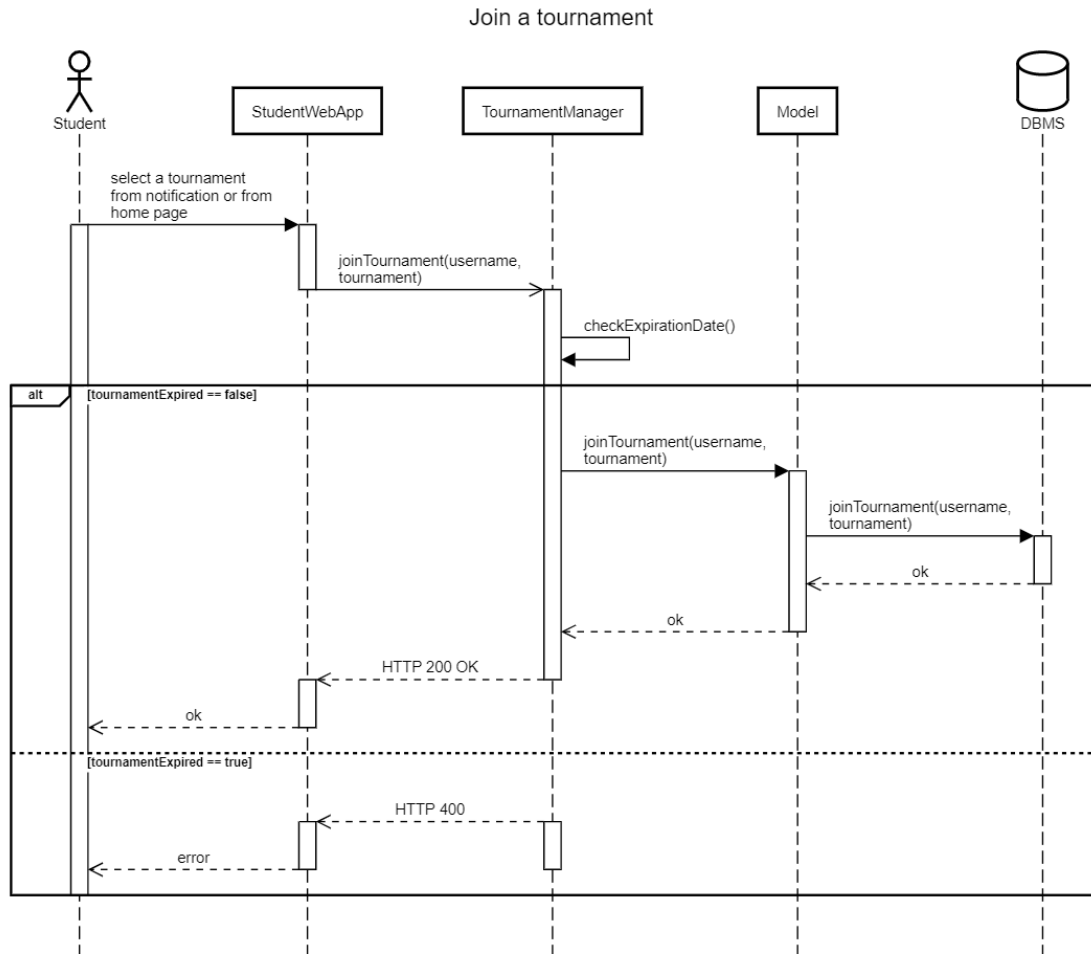 Join a tournament
Student
StudentWebApp
TournamentManager
Model
DBMS
select a tournament
from notification or from
home page
joinTournament(username,
tournament)
checkExpirationDate()
alt
[tournamentExpired == false]
joinTournament(username,
tournament)
joinTournament(username,
tournament)
ok
ok
HTTP 200 OK
ok
[tournamentExpired == true]
HTTP 400
error